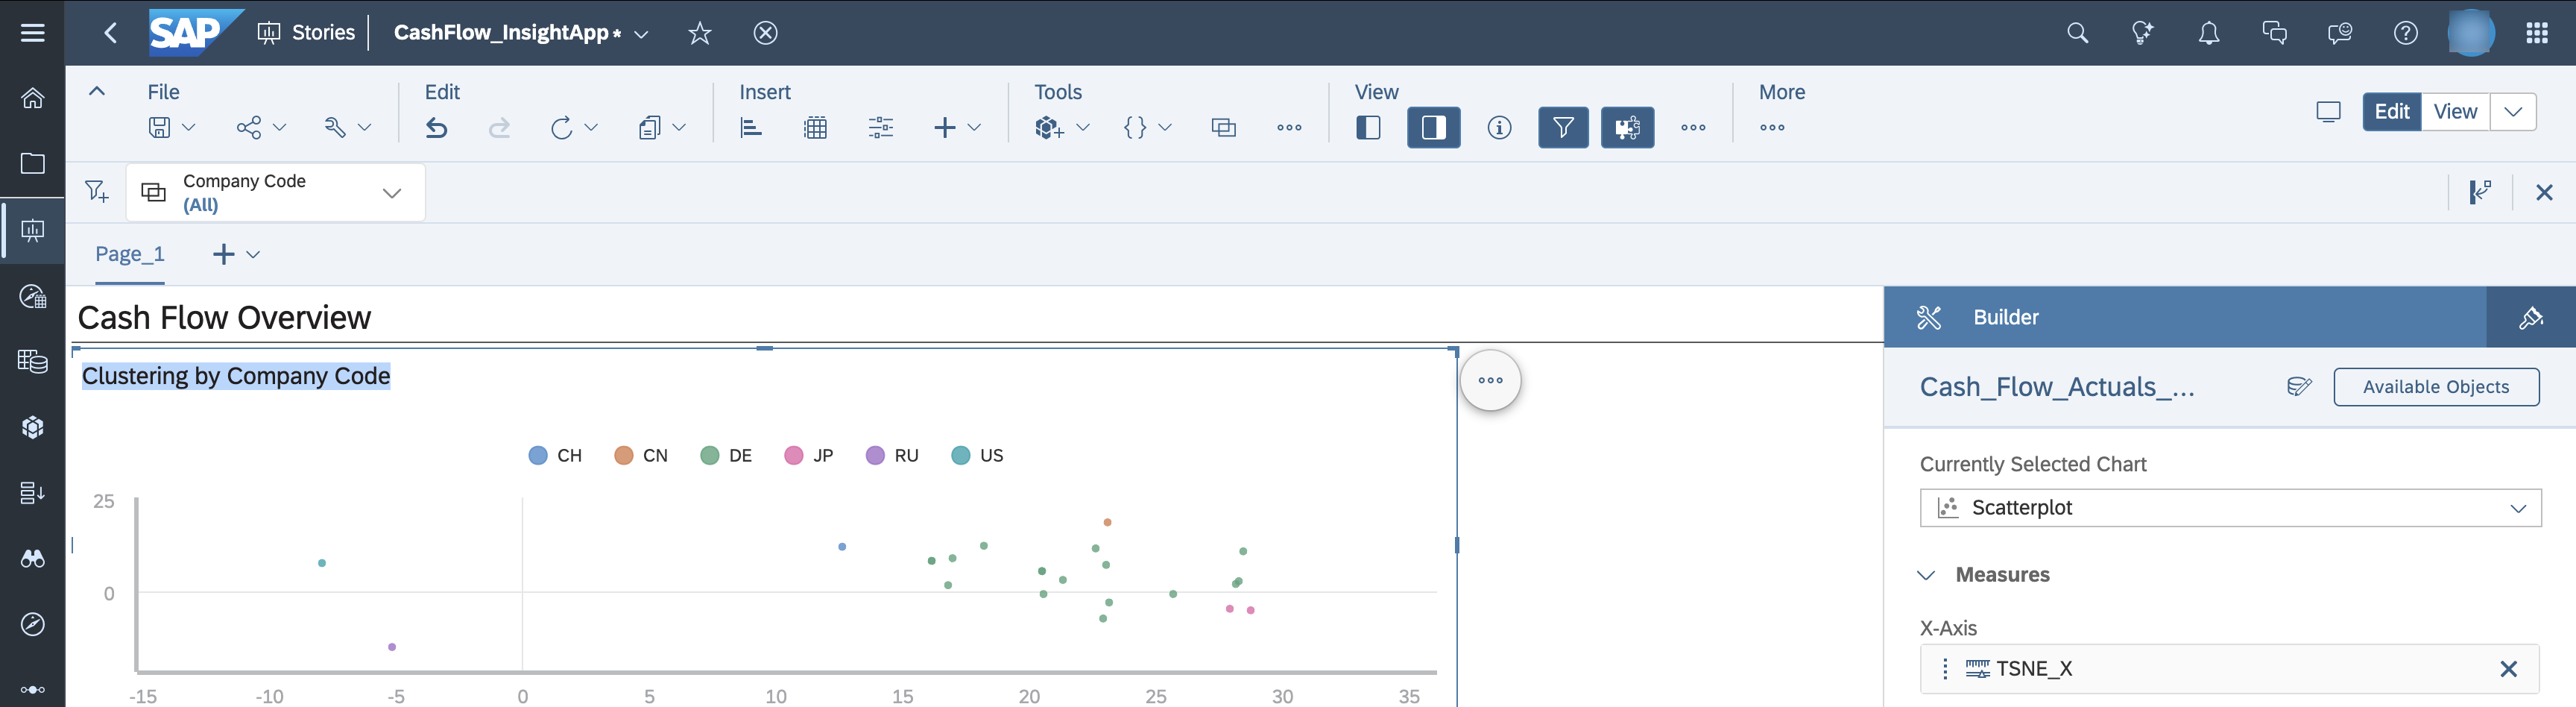 SAP Stories CashFlow_InsightApp*
File Edit Insert Tools View More
Edit View
Company Code
(All)
Page_1
Cash Flow Overview
Clustering by Company Code
CH CN DE JP RU US
25
0
-15 -10 -5 0 5 10 15 20 25 30 35
Builder
Cash_Flow_Actuals_...
Available Objects
Currently Selected Chart
Scatterplot
Measures
X-Axis
TSNE_X